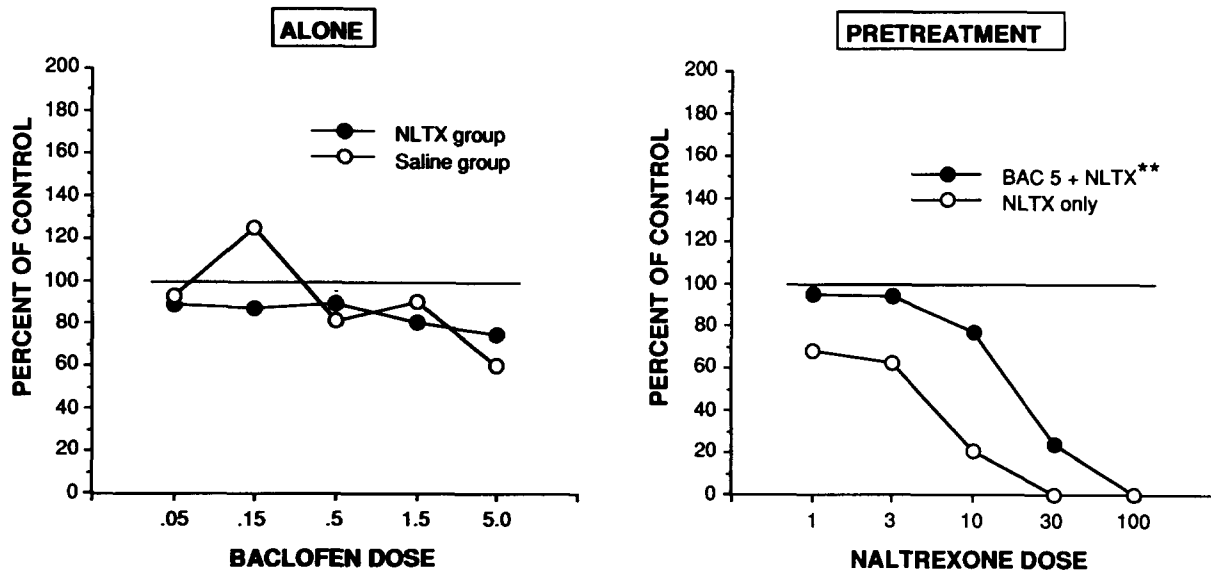 ALONE
PERCENT OF CONTROL
200
180
160
140
120
100
80
60
40
20
0
NLTX group
Saline group
.05 .15 .5 1.5 5.0
BACLOFEN DOSE
PRETREATMENT
PERCENT OF CONTROL
200
180
160
140
120
100
80
60
40
20
0
BAC 5 + NLTX**
NLTX only
1 3 10 30 100
NALTREXONE DOSE